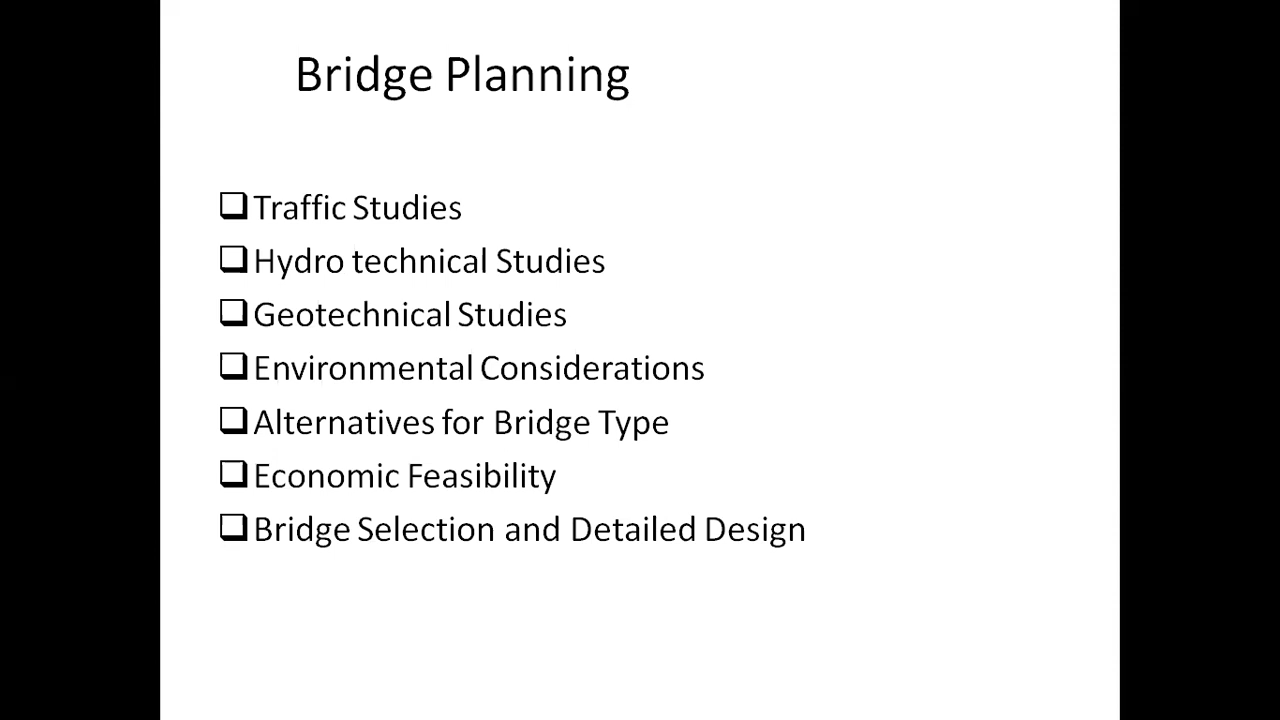 Bridge Planning
Traffic Studies
Hydro technical Studies
Geotechnical Studies
Environmental Considerations
Alternatives for Bridge Type
Economic Feasibility
Bridge Selection and Detailed Design